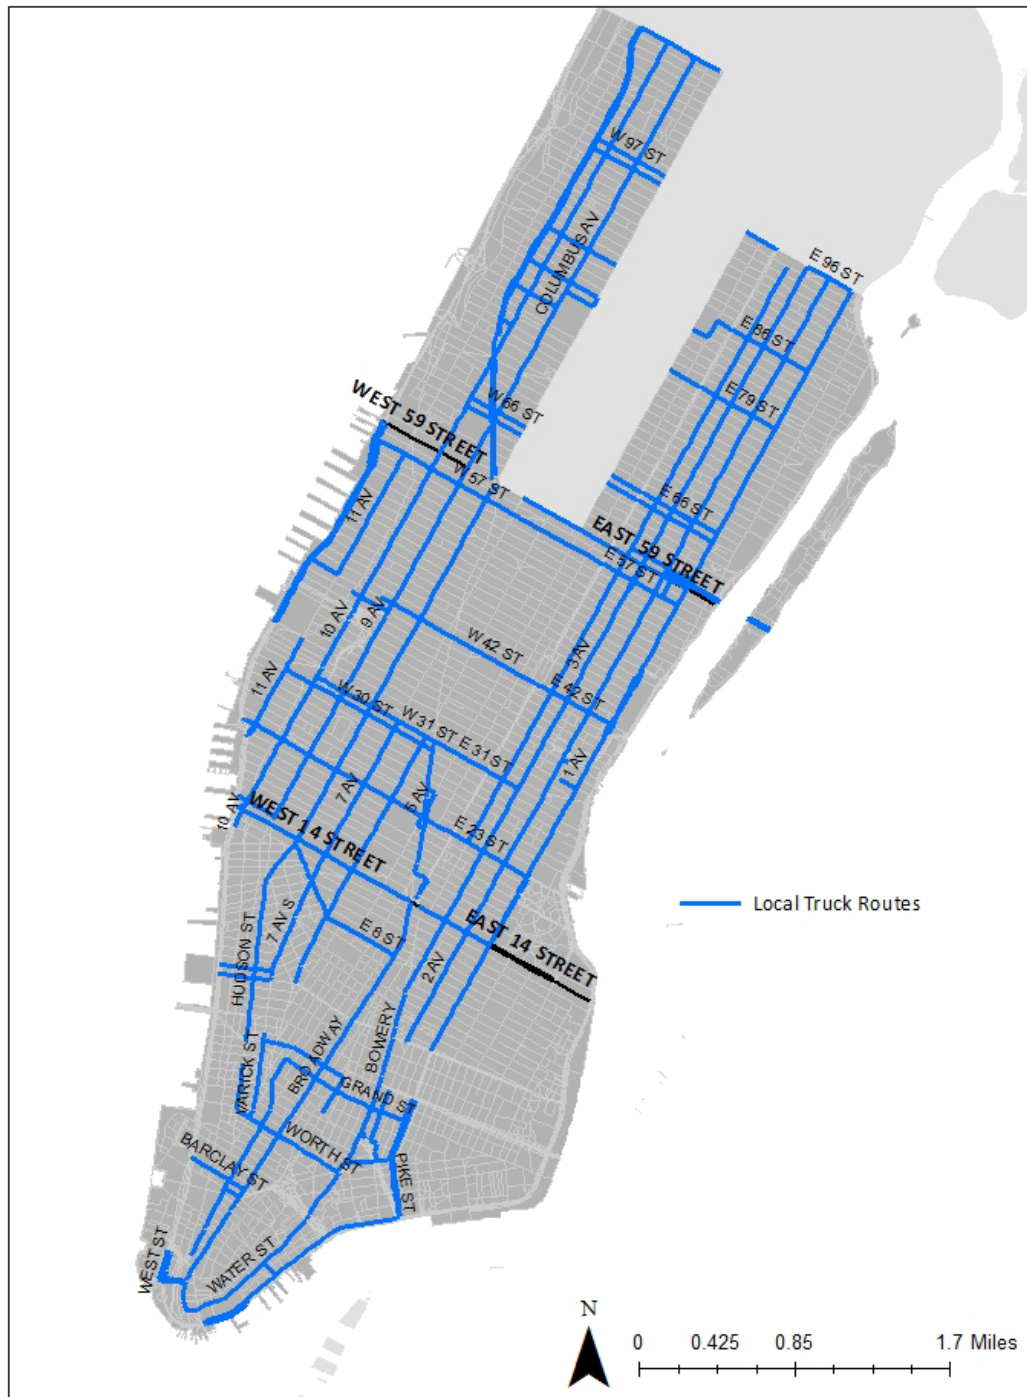 W 97 ST
COLUMBUS AV
E 96 ST
E 86 ST
E 79 ST
WEST 59 STREET
W 66 ST
W 57 ST
E 66 ST
EAST 59 STREET
E 57 ST
11 AV
10 AV
9 AV
W 42 ST
3 AV
E 42 ST
11 AV
W 30 ST
W 31 ST
E 31 ST
1 AV
7 AV
5 AV
10 AV
WEST 14 STREET
E 23 ST
Local Truck Routes
HUDSON ST
7 AV S
E 8 ST
EAST 14 STREET
2 AV
BOWERY
BROADWAY
VARICK ST
GRAND ST
WORTH ST
BARCLAY ST
PIKE ST
WEST ST
WATER ST
N
0 0.425 0.85 1.7 Miles